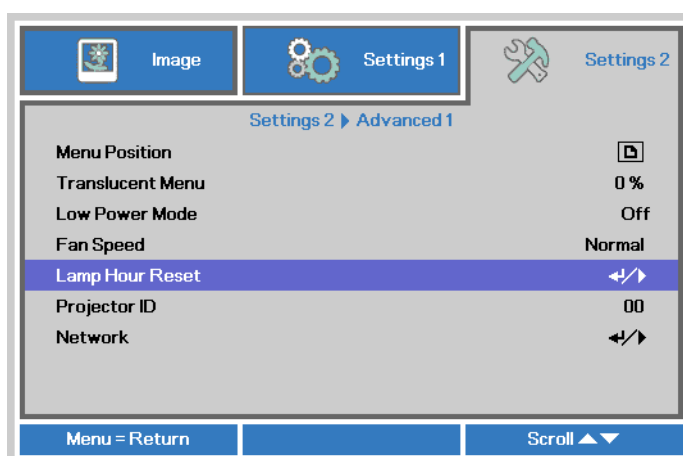 Image Settings 1 Settings 2
Settings 2 Advanced 1
Menu Position
Translucent Menu 0 %
Low Power Mode Off
Fan Speed Normal
Lamp Hour Reset
Projector ID 00
Network
Menu = Return Scroll